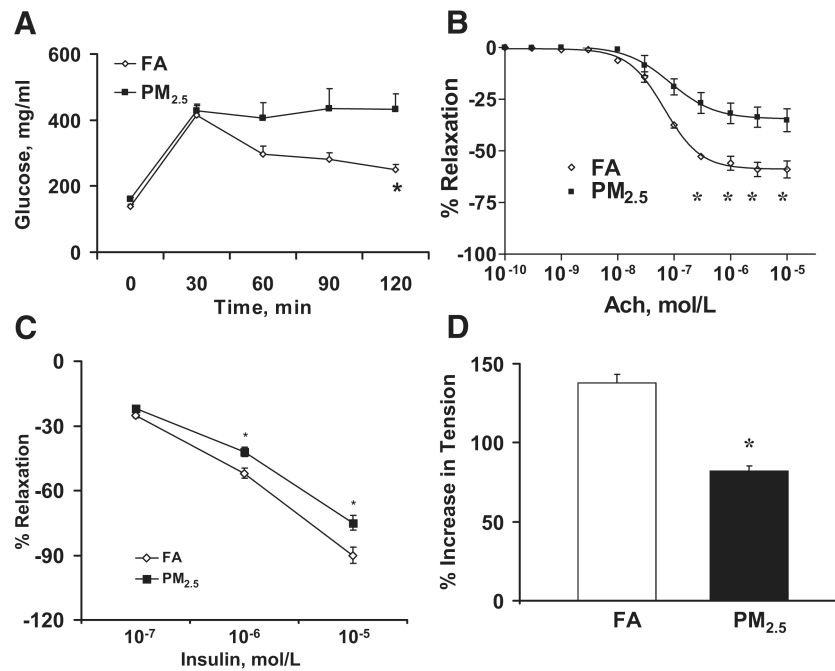 A
600
400
200
0
Glucose, mg/ml
FA
PM2.5
*
0 30 60 90 120
Time, min
B
0
-25
-50
-75
-100
% Relaxation
FA
PM2.5
* * * *
10-10 10-9 10-8 10-7 10-6 10-5
Ach, mol/L
C
0
-30
-60
-90
-120
% Relaxation
*
*
FA
PM2.5
10-7 10-6 10-5
Insulin, mol/L
D
150
100
50
0
% Increase in Tension
*
FA PM2.5